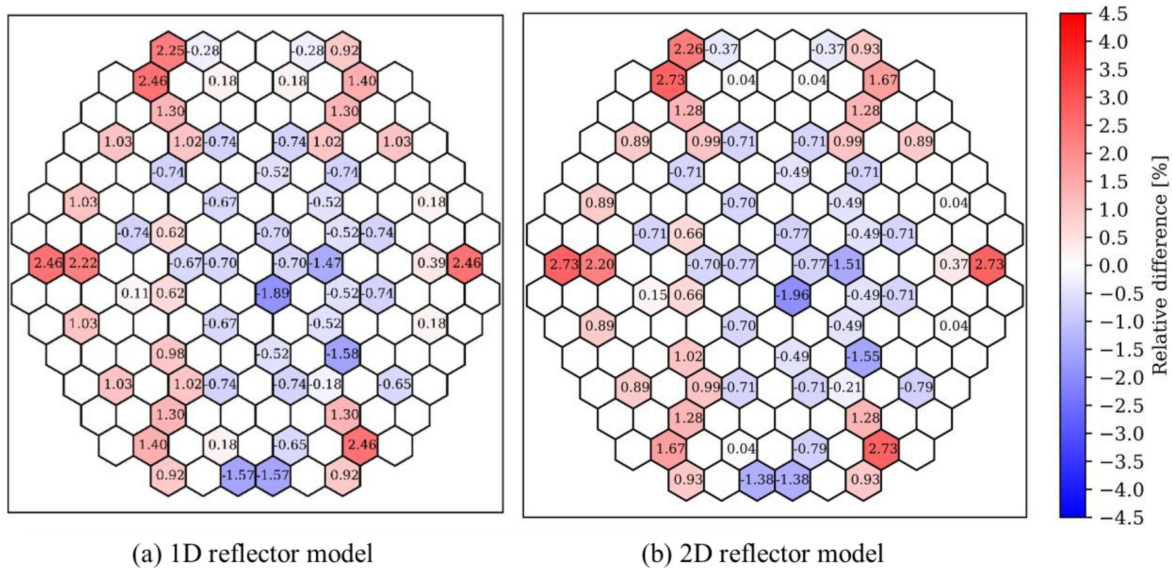 2.25 -0.28 -0.28 0.92
2.46 0.18 0.18 1.40
1.30 1.30
1.03 1.02 -0.74 -0.74 1.02 1.03
-0.74 -0.52 -0.74
1.03 -0.67 -0.52 0.18
-0.74 0.62 -0.70 -0.52 -0.74
2.46 2.22 -0.67 -0.70 -0.70 -1.47 0.39 2.46
0.11 0.62 -1.89 -0.52 -0.74
1.03 -0.67 -0.52 0.18
0.98 -0.52 -1.58
1.03 1.02 -0.74 -0.74 -0.18 -0.65
1.30 1.30
1.40 0.18 -0.65 2.46
0.92 -1.57 -1.57 0.92
(a) 1D reflector model
2.26 -0.37 -0.37 0.93
2.73 0.04 0.04 1.67
1.28 1.28
0.89 0.99 -0.71 -0.71 0.99 0.89
-0.71 -0.49 -0.71
0.89 -0.70 -0.49 0.04
-0.71 0.66 -0.77 -0.49 -0.71
2.73 2.20 -0.70 -0.77 -0.77 -1.51 0.37 2.73
0.15 0.66 -1.96 -0.49 -0.71
0.89 -0.70 -0.49 0.04
1.02 -0.49 -1.55
0.89 0.99 -0.71 -0.71 -0.21 -0.79
1.28 1.28
1.67 0.04 -0.79 2.73
0.93 -1.38 -1.38 0.93
(b) 2D reflector model
4.5
4.0
3.5
3.0
2.5
2.0
1.5
1.0
0.5
0.0
−0.5
−1.0
−1.5
−2.0
−2.5
−3.0
−3.5
−4.0
−4.5
Relative difference [%]